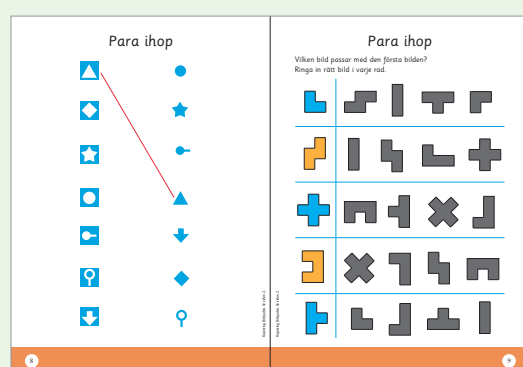 Para ihop
8
Para ihop
Vilken bild passar med den första bilden?
Ringa in rätt bild i varje rad.
9